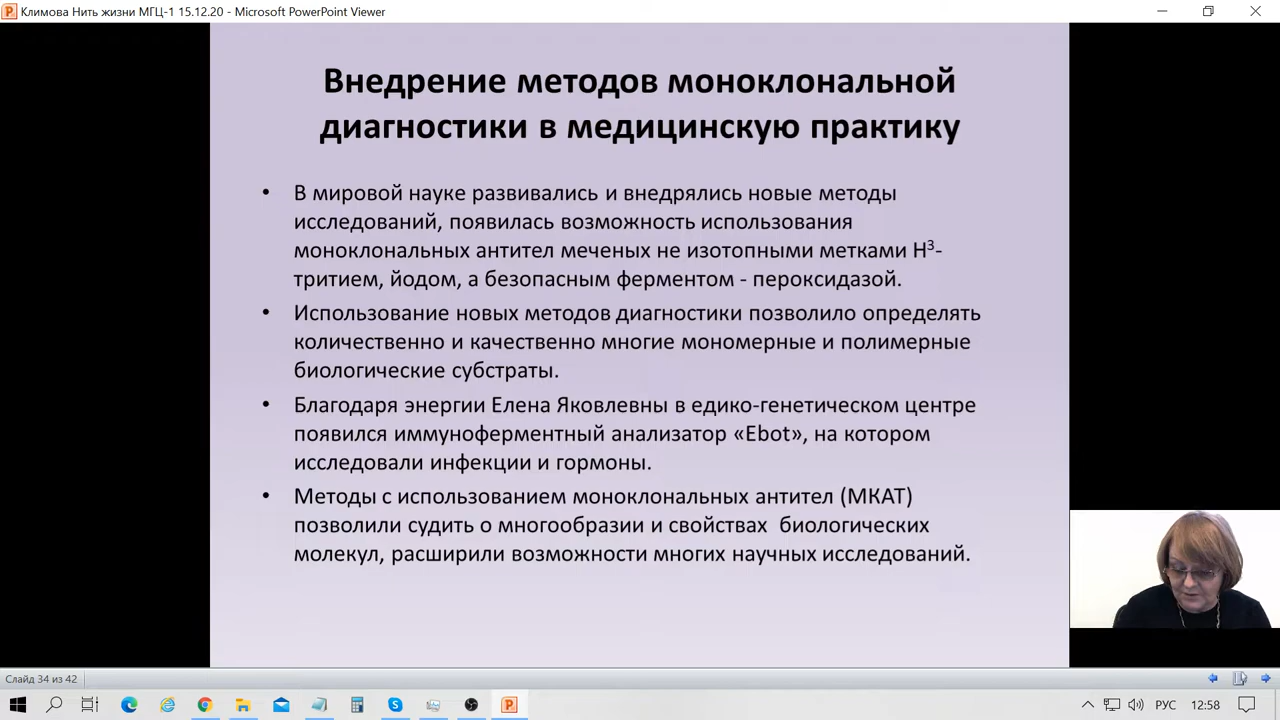 Климова Нить жизни МГЦ-1 15.12.20 - Microsoft PowerPoint Viewer
Внедрение методов моноклональной
диагностики в медицинскую практику
• В мировой науке развивались и внедрялись новые методы
исследований, появилась возможность использования
моноклональных антител меченых не изотопными метками H³-
тритием, йодом, а безопасным ферментом - пероксидазой.
• Использование новых методов диагностики позволило определять
количественно и качественно многие мономерные и полимерные
биологические субстраты.
• Благодаря энергии Елена Яковлевны в едико-генетическом центре
появился иммуноферментный анализатор «Ebot», на котором
исследовали инфекции и гормоны.
• Методы с использованием моноклональных антител (МКАТ)
позволили судить о многообразии и свойствах биологических
молекул, расширили возможности многих научных исследований.
Слайд 34 из 42
РУС 12:58